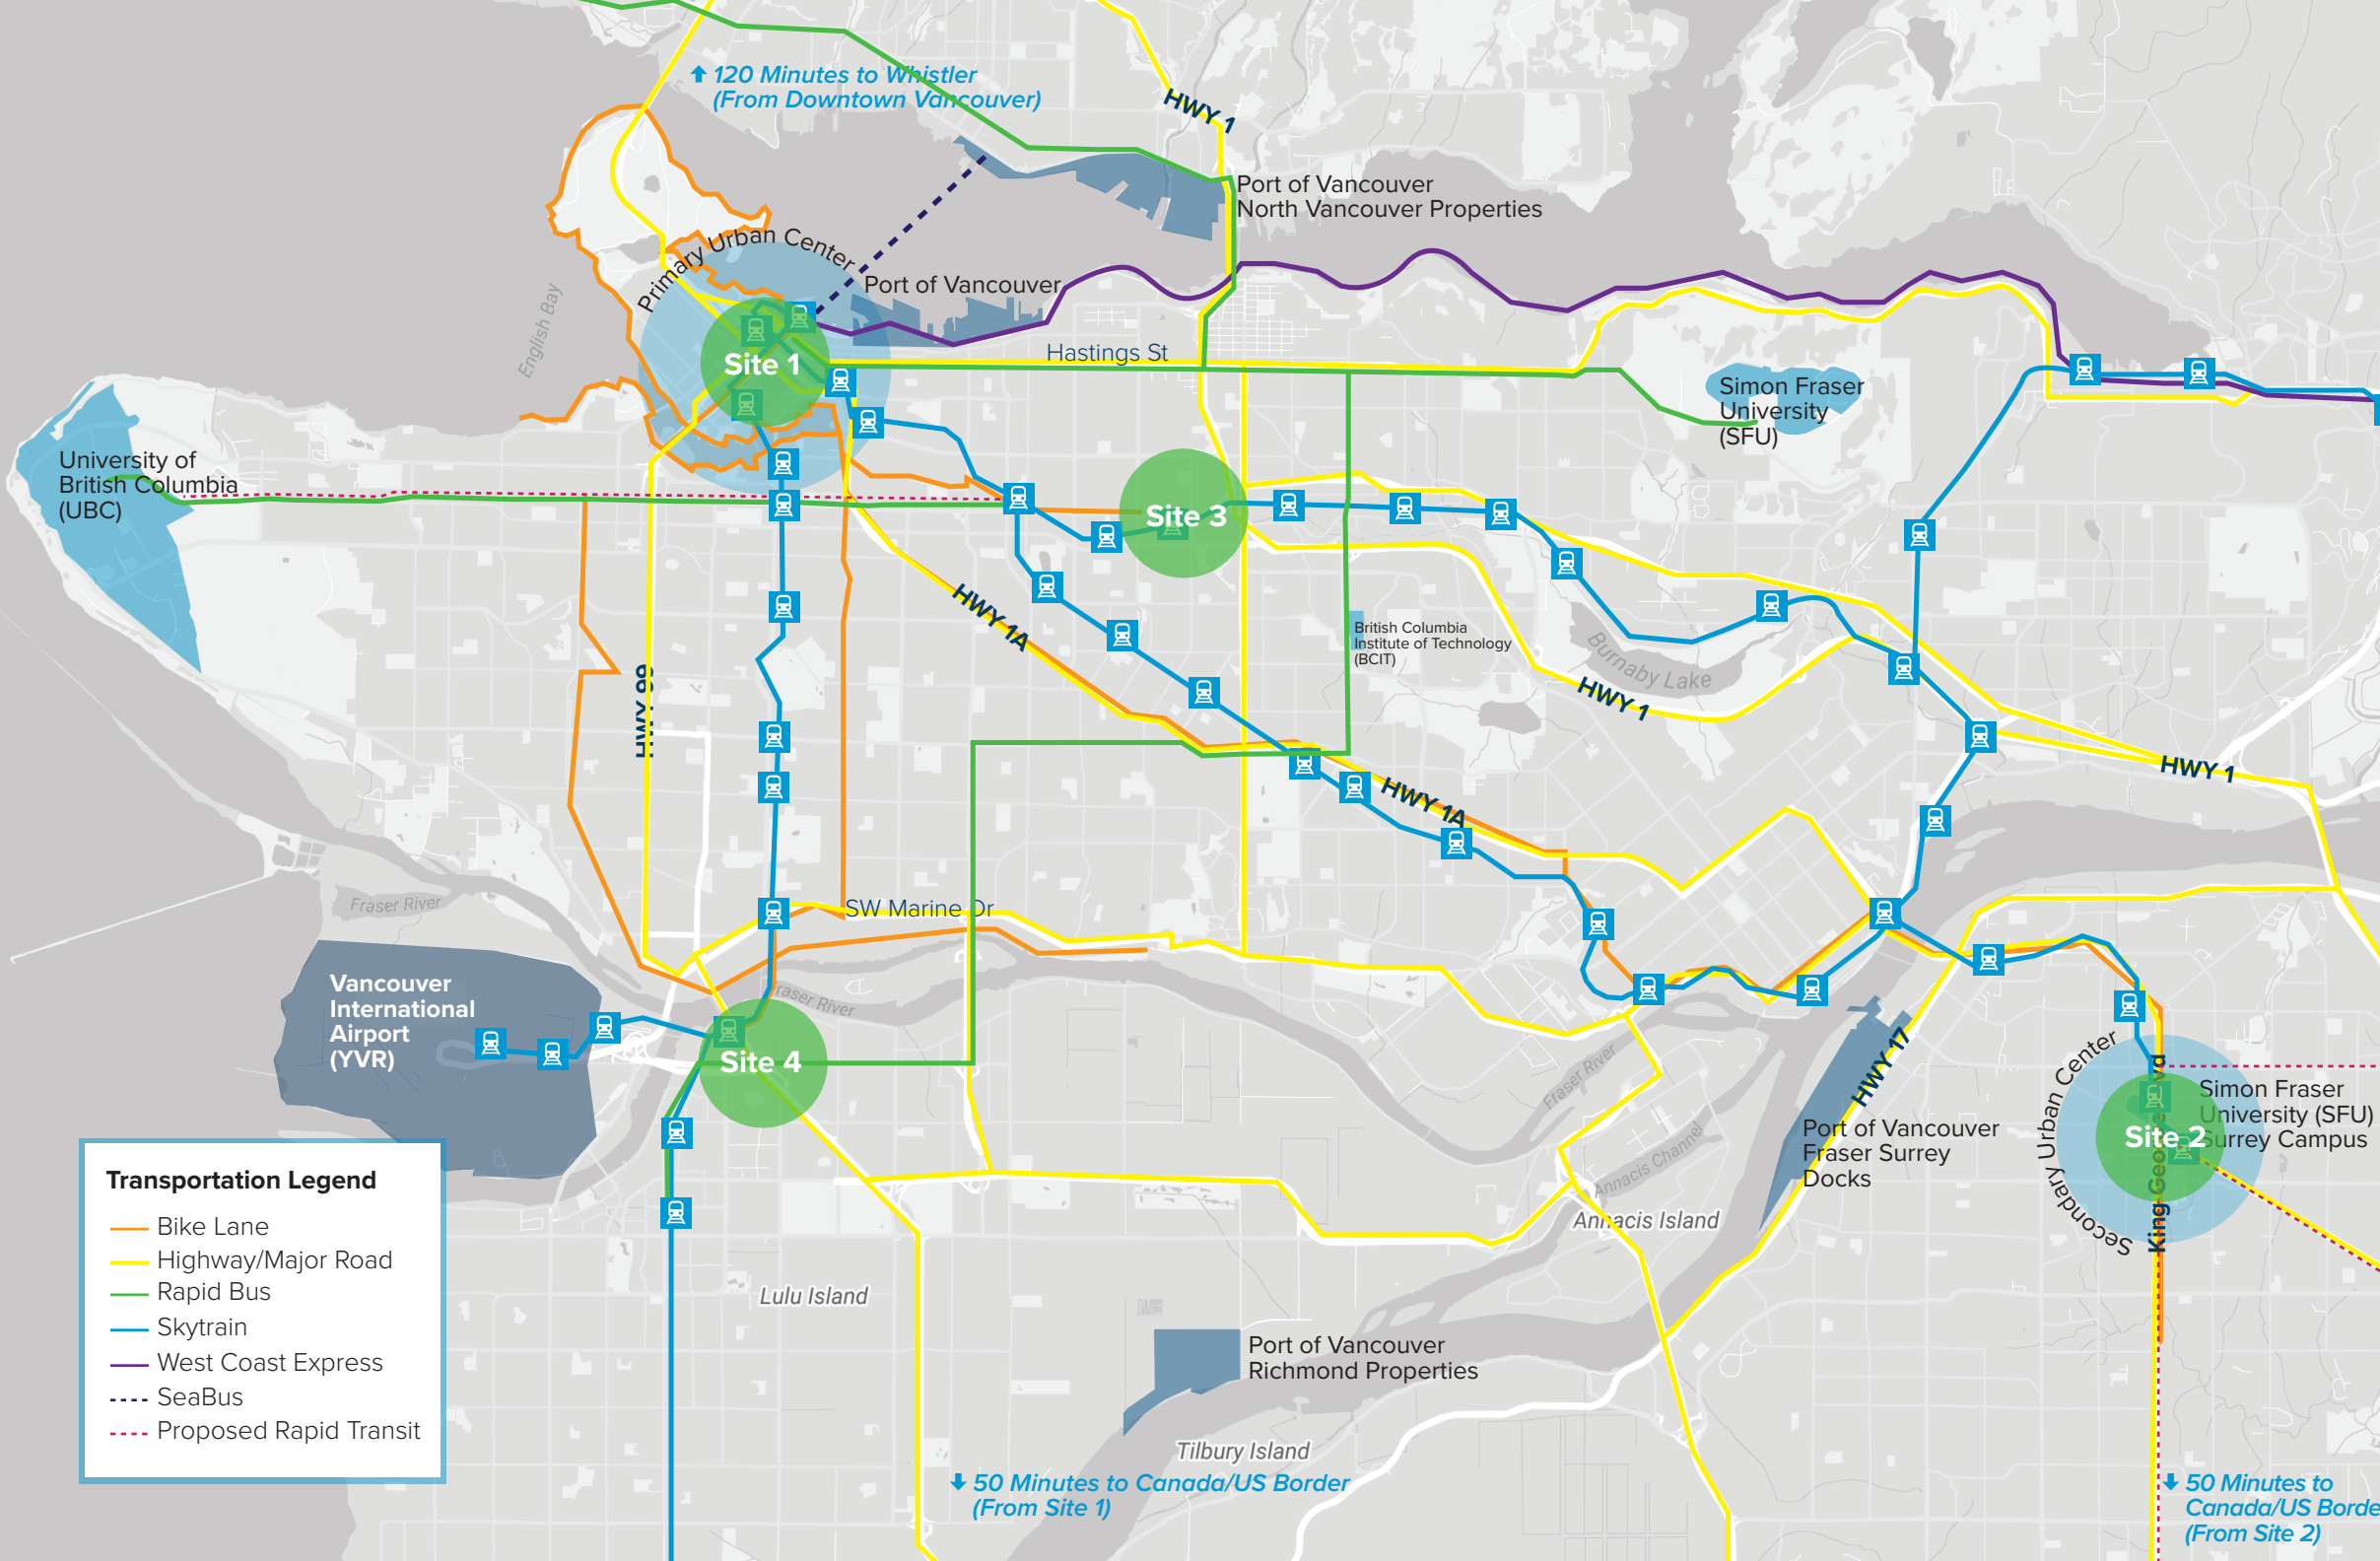 120 Minutes to Whistler
(From Downtown Vancouver)
HWY 1
Port of Vancouver
North Vancouver Properties
Primary Urban Center
Port of Vancouver
English Bay
Site 1
Hastings St
Simon Fraser
University
(SFU)
University of
British Columbia
(UBC)
Site 3
HWY 1A
British Columbia
Institute of Technology
(BCIT)
Burnaby Lake
HWY 99
HWY 1
HWY 1
HWY 1A
Fraser River
SW Marine Dr
Vancouver
International
Airport
(YVR)
Fraser River
Site 4
Fraser River
HWY 17
Secondary Urban Center
Simon Fraser
University (SFU)
Surrey Campus
Site 2
King
Port of Vancouver
Fraser Surrey
Docks
Annacis Channel
Annacis Island
Transportation Legend
Bike Lane
Highway/Major Road
Rapid Bus
Skytrain
West Coast Express
SeaBus
Proposed Rapid Transit
Lulu Island
Port of Vancouver
Richmond Properties
Tilbury Island
50 Minutes to Canada/US Border
(From Site 1)
50 Minutes to
Canada/US Borde
(From Site 2)